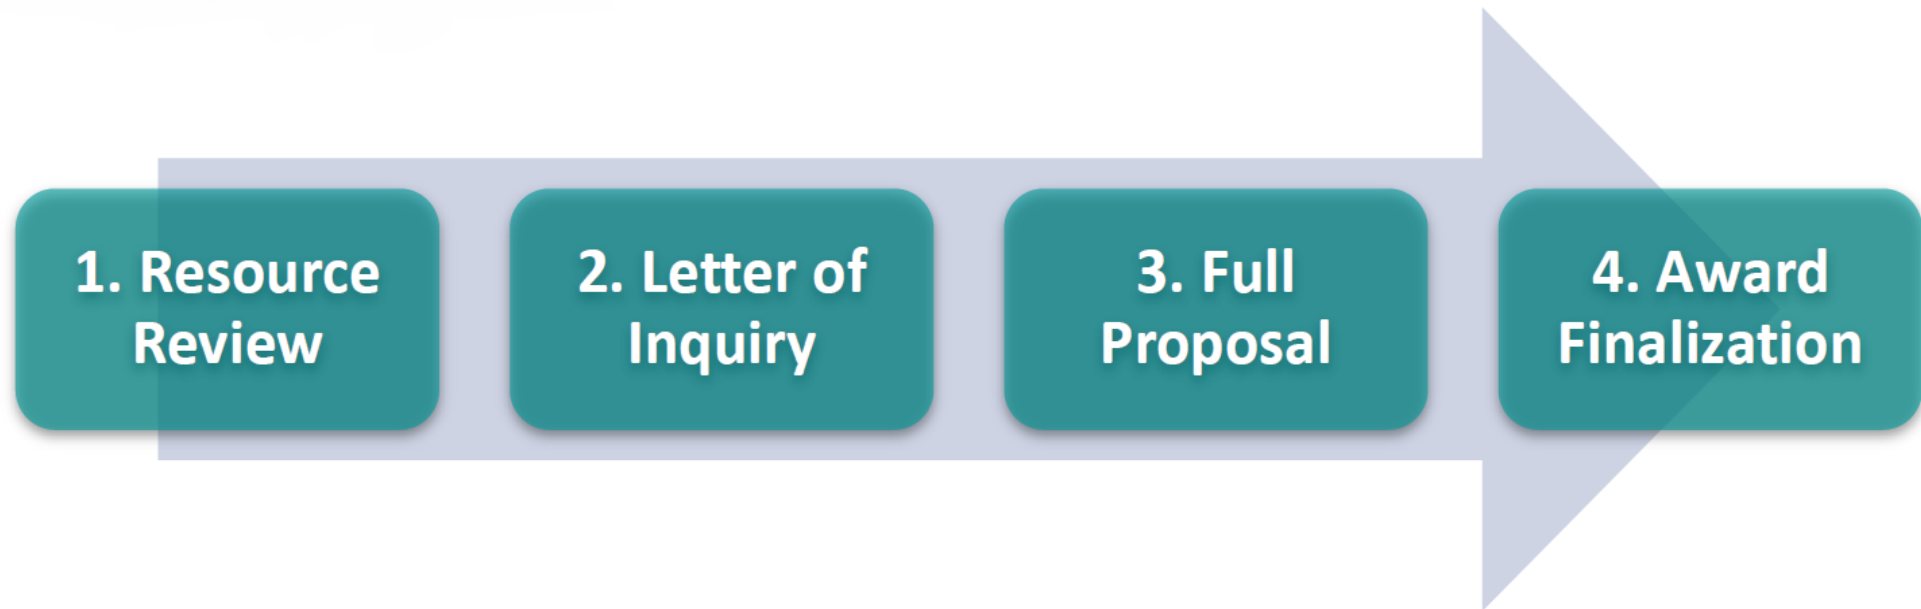 1. Resource
Review
2. Letter of
Inquiry
3. Full
Proposal
4. Award
Finalization